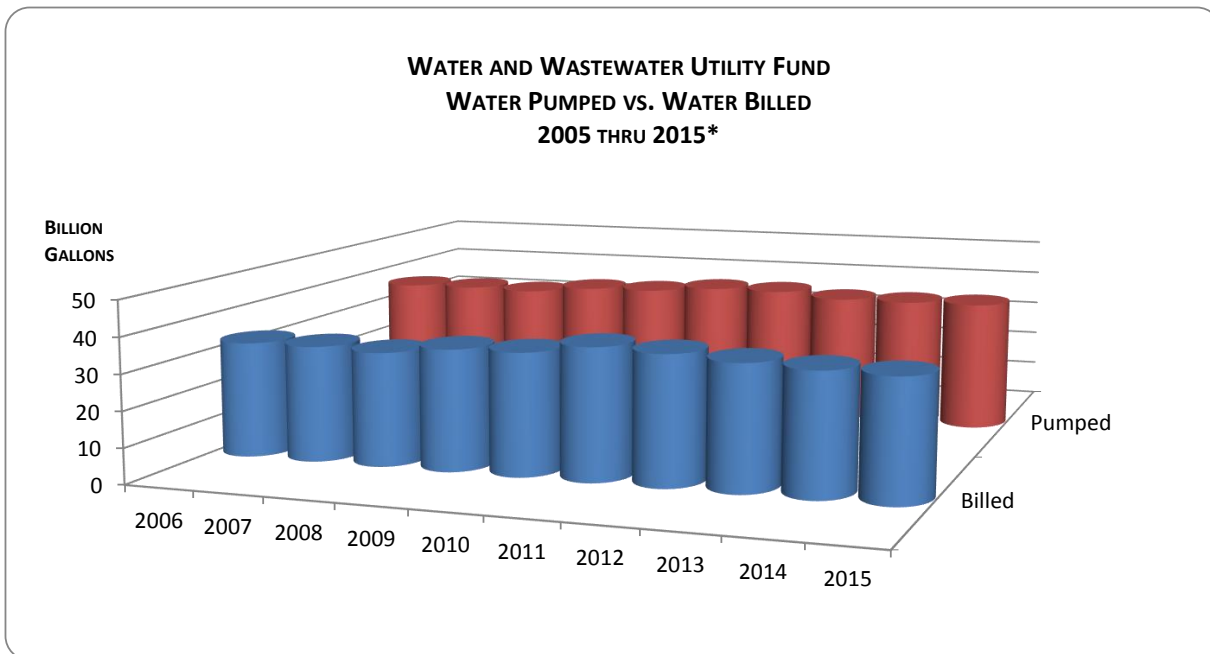 WATER AND WASTEWATER UTILITY FUND
WATER PUMPED VS. WATER BILLED
2005 THRU 2015*
BILLION
GALLONS
50
40
30
20
10
0
2006
2007
2008
2009
2010
2011
2012
2013
2014
2015
Pumped
Billed